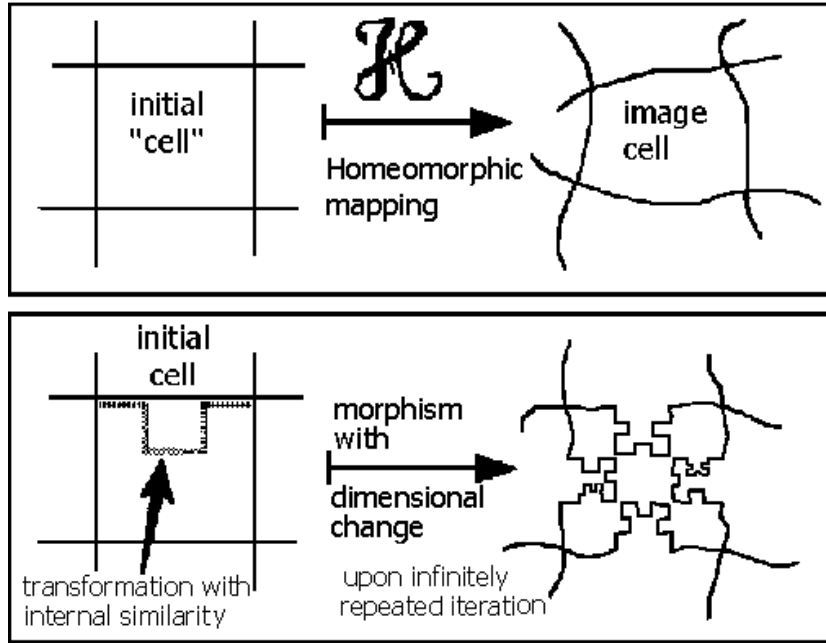 initial
"cell"
H
Homeomorphic
mapping
image
cell
initial
cell
transformation with
internal similarity
morphism
with
dimensional
change
upon infinitely
repeated iteration